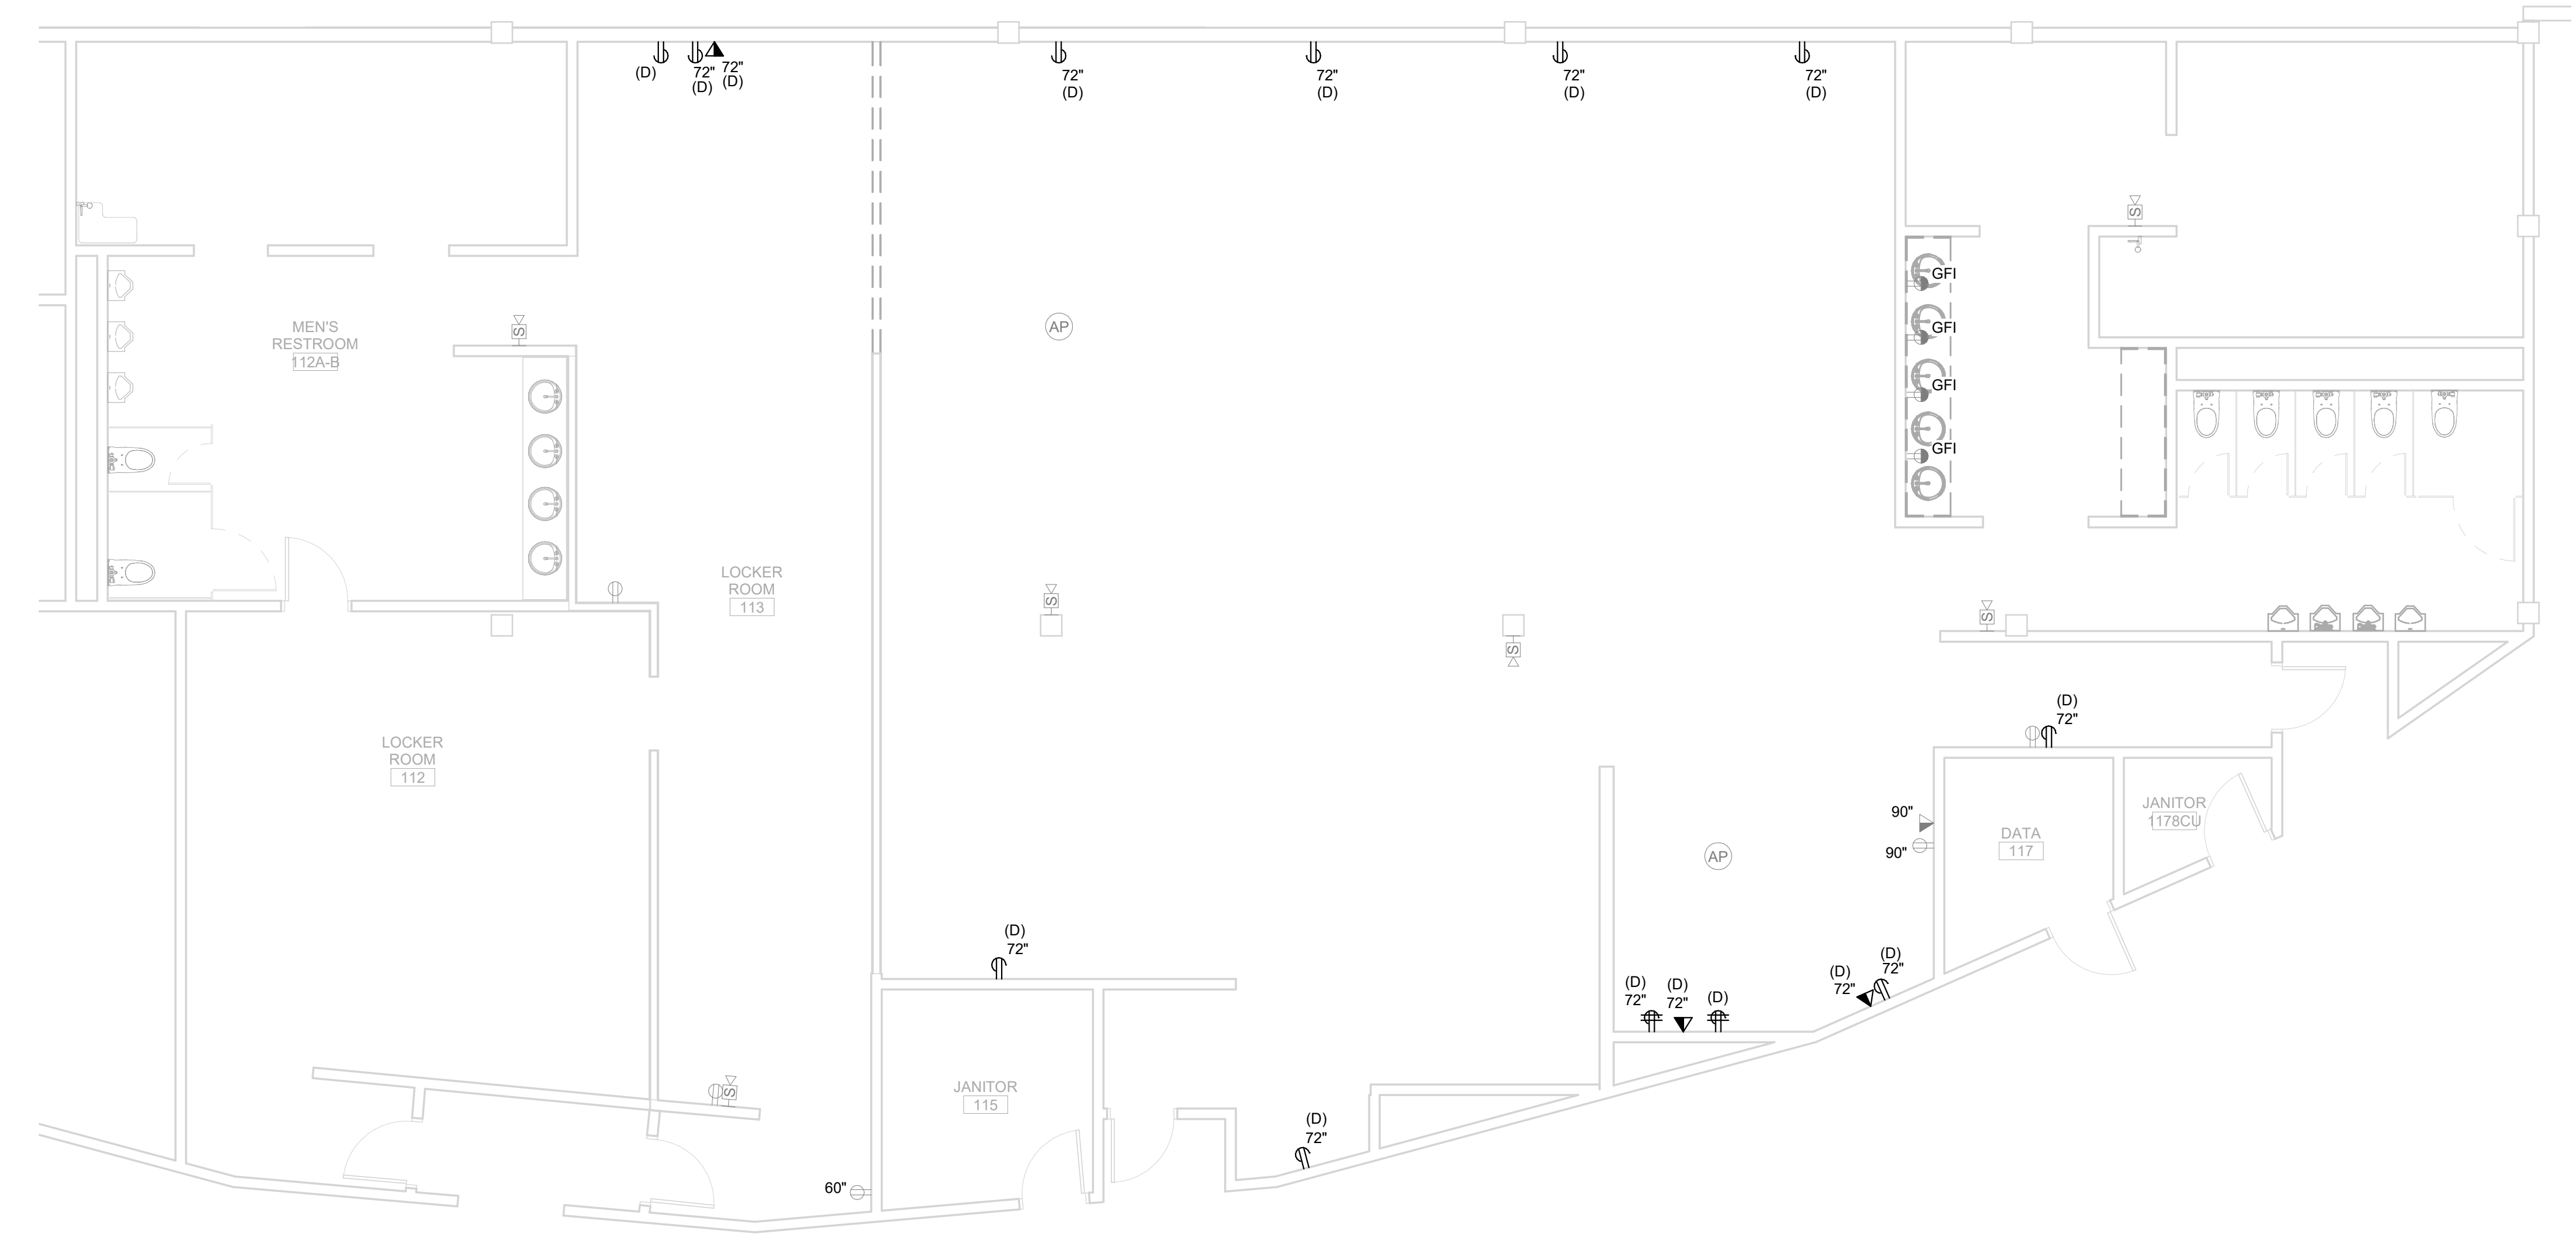 (D)
72"
(D)
72"
(D)
72"
(D)
72"
(D)
72"
(D)
72"
(D)
S
GFI
AP
MEN'S
RESTROOM
112A-B
S
GFI
GFI
GFI
LOCKER
ROOM
113
S
S
S
(D)
72"
LOCKER
ROOM
112
90"
JANITOR
1178CU
DATA
117
90"
AP
(D)
72"
(D)
72"
(D)
72"
(D)
72"
(D)
72"
(D)
JANITOR
115
S
(D)
72"
60"